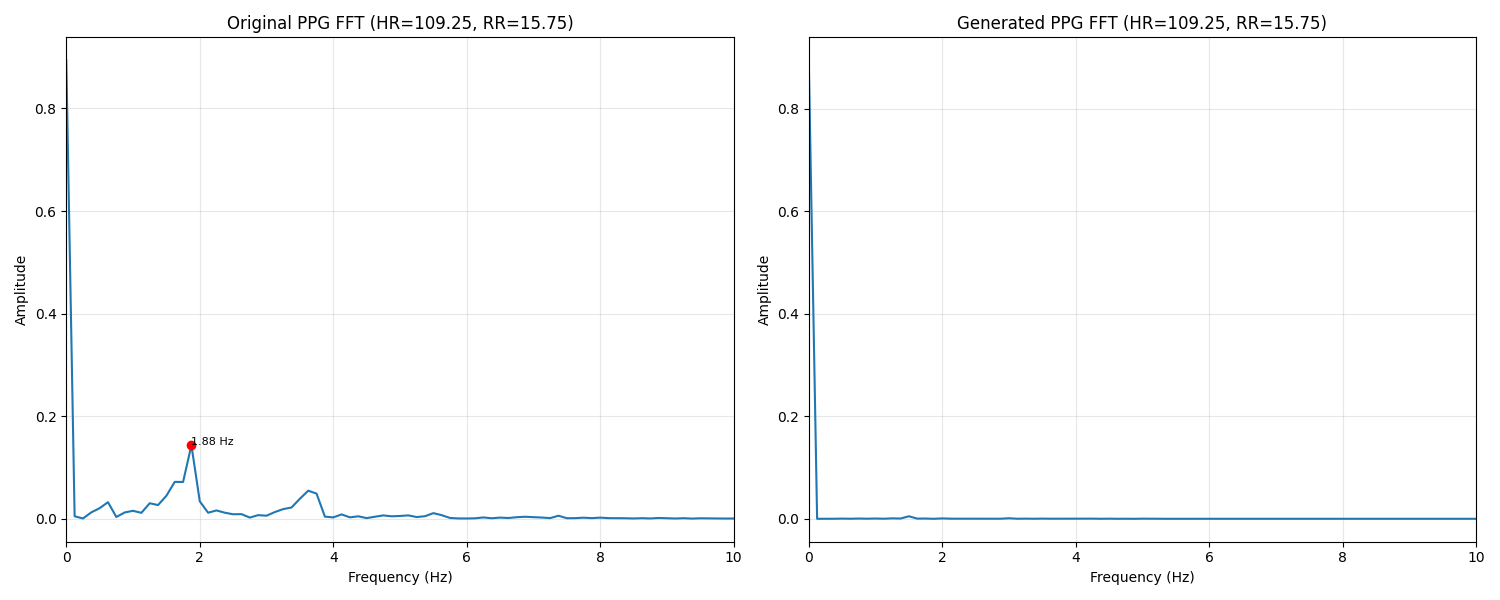 Original PPG FFT (HR=109.25, RR=15.75)
Amplitude
0.8
0.6
0.4
0.2
0.0
1.88 Hz
0 2 4 6 8 10
Frequency (Hz)
Generated PPG FFT (HR=109.25, RR=15.75)
Amplitude
0.8
0.6
0.4
0.2
0.0
0 2 4 6 8 10
Frequency (Hz)